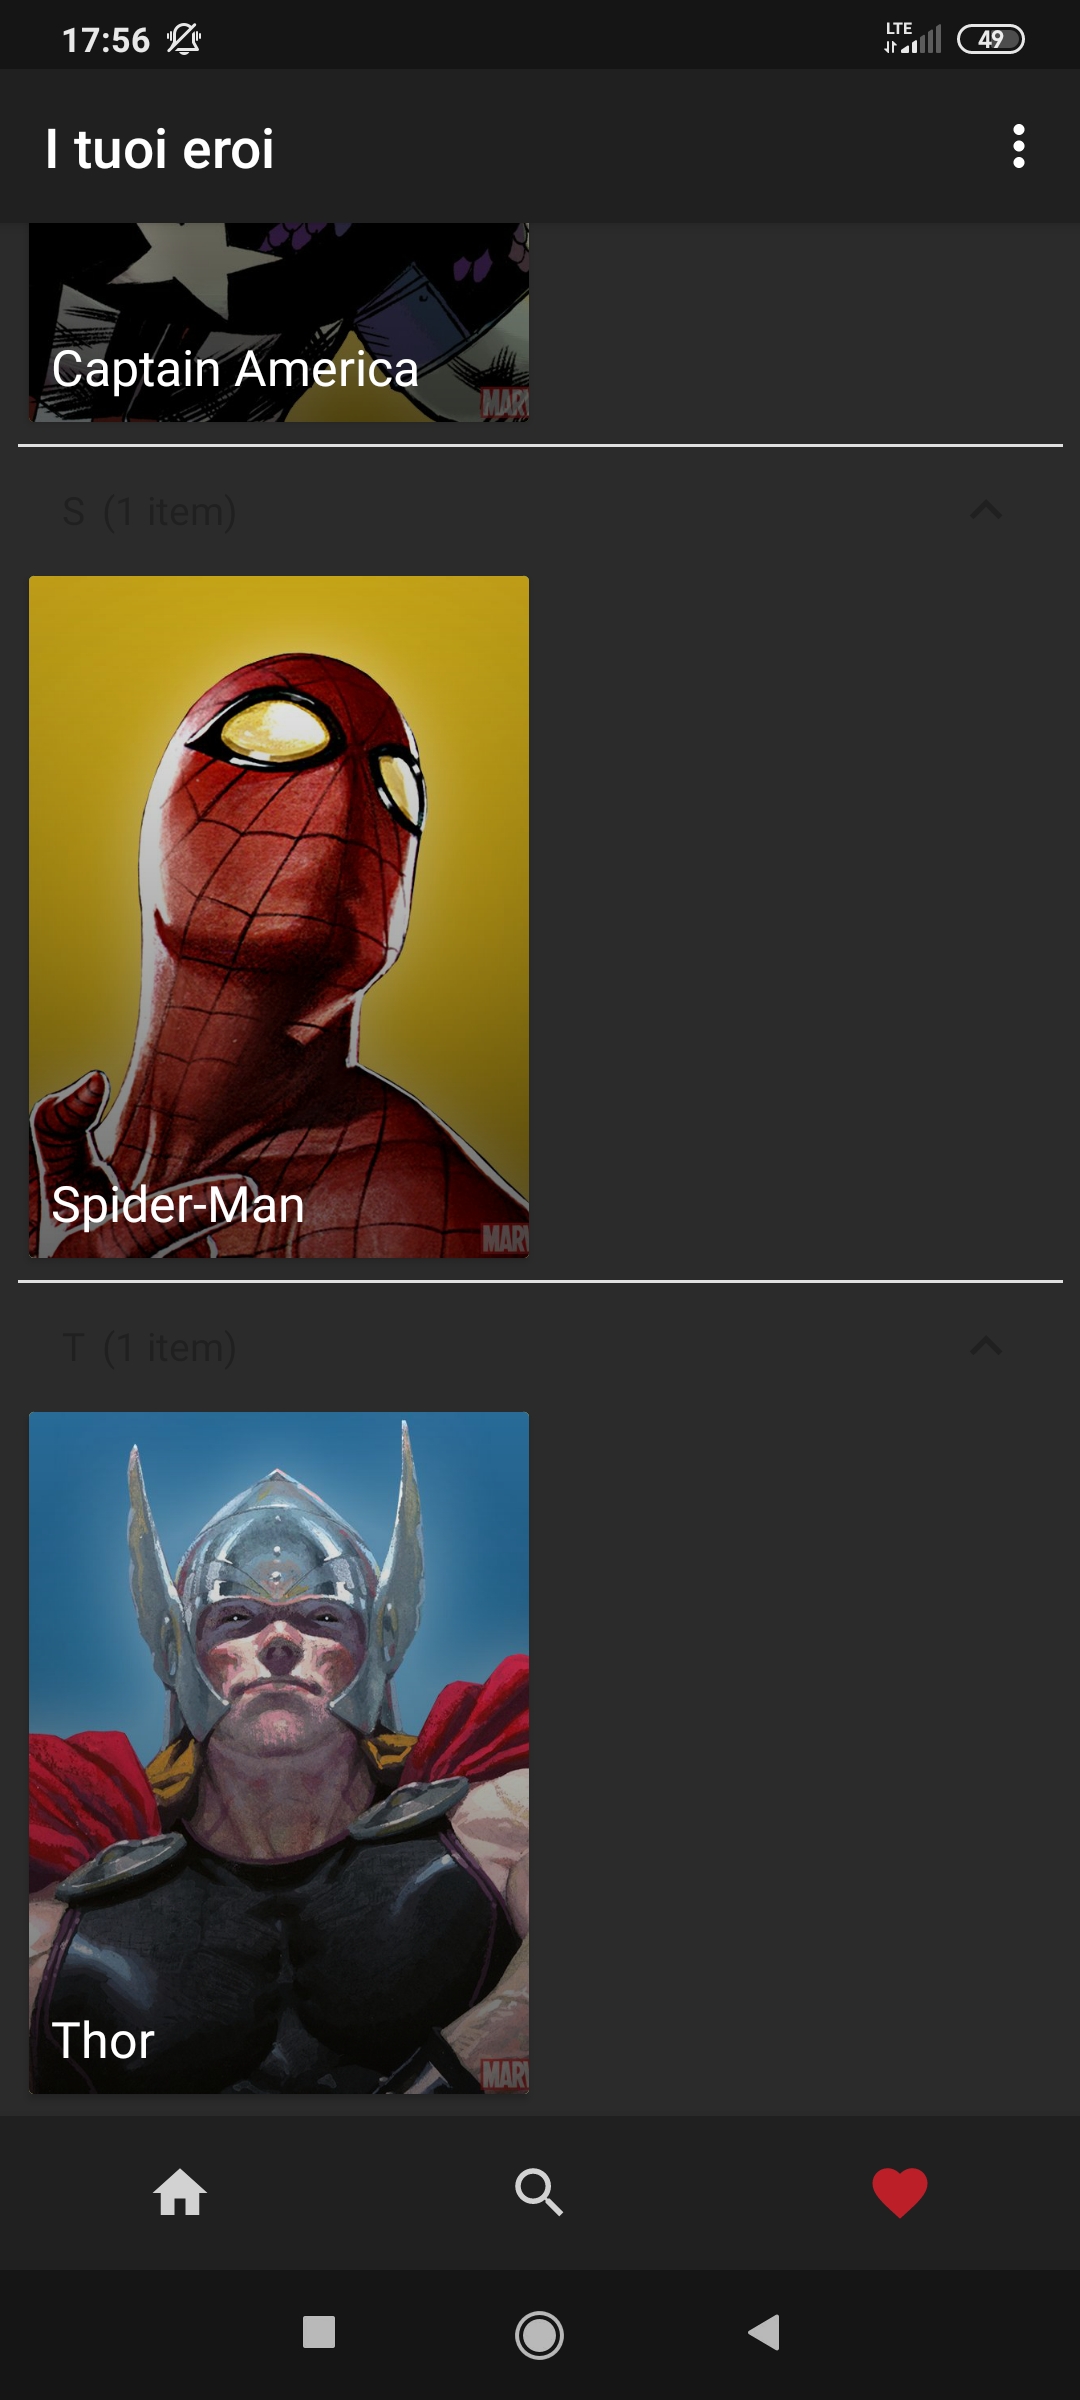 17:56
LTE
49
I tuoi eroi
Captain America
MARV
S (1 item)
Spider-Man
MARV
T (1 item)
Thor
MARV